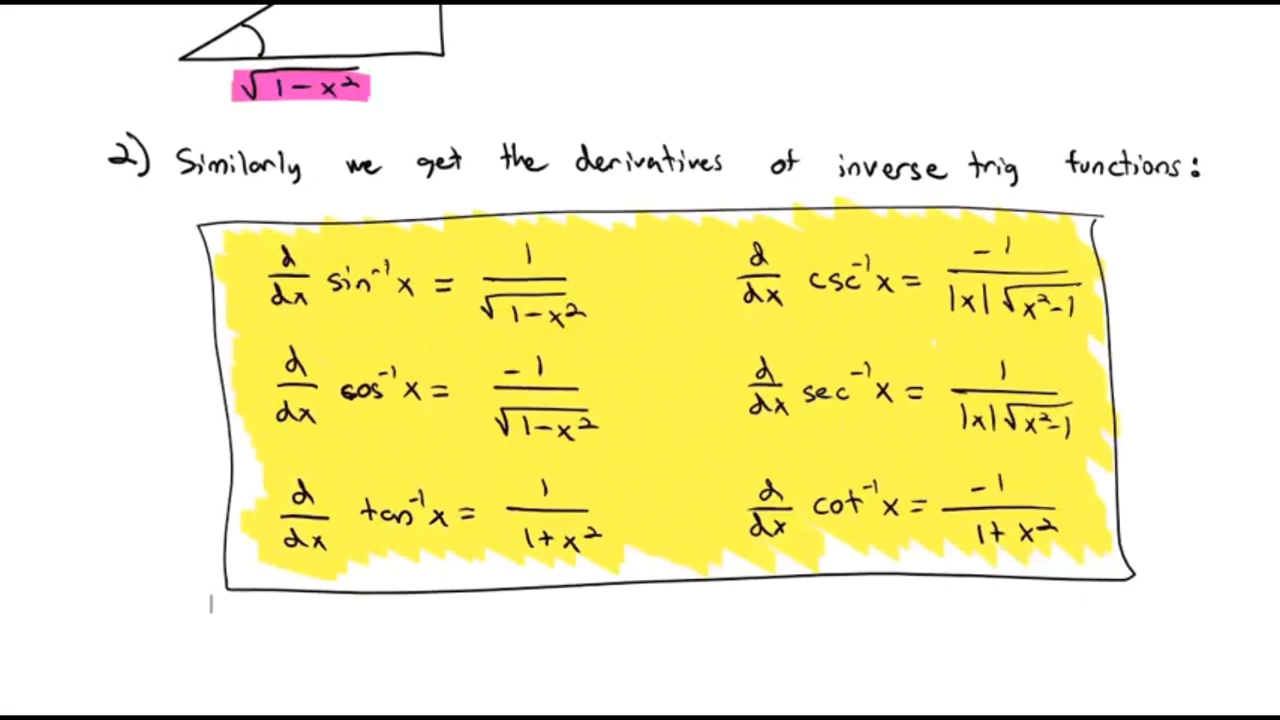 √(1-x²)
2) Similarly we get the derivatives of inverse trig functions:
d/dx sin⁻¹x = 1/√(1-x²)    d/dx csc⁻¹x = -1/(|x|√(x²-1))
d/dx cos⁻¹x = -1/√(1-x²)    d/dx sec⁻¹x = 1/(|x|√(x²-1))
d/dx tan⁻¹x = 1/(1+x²)    d/dx cot⁻¹x = -1/(1+x²)